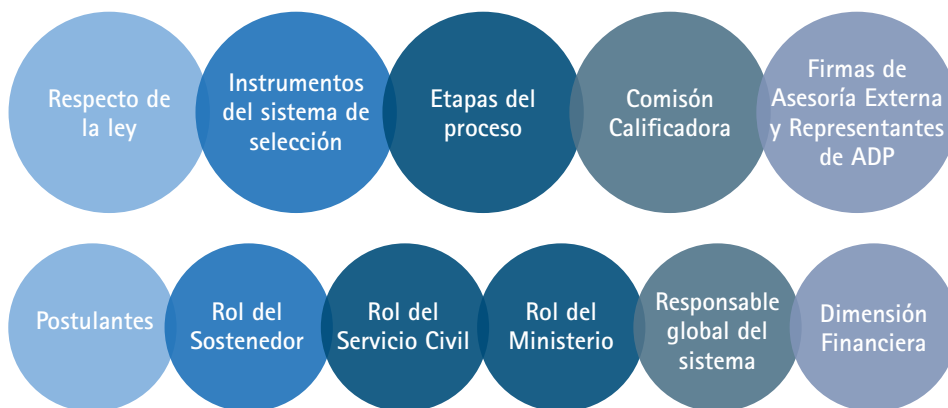 Respecto de
la ley
Instrumentos
del sistema de
selección
Etapas del
proceso
Comisón
Calificadora
Firmas de
Asesoría Externa
y Representantes
de ADP
Postulantes
Rol del
Sostenedor
Rol del
Servicio Civil
Rol del
Ministerio
Responsable
global del
sistema
Dimensión
Financiera